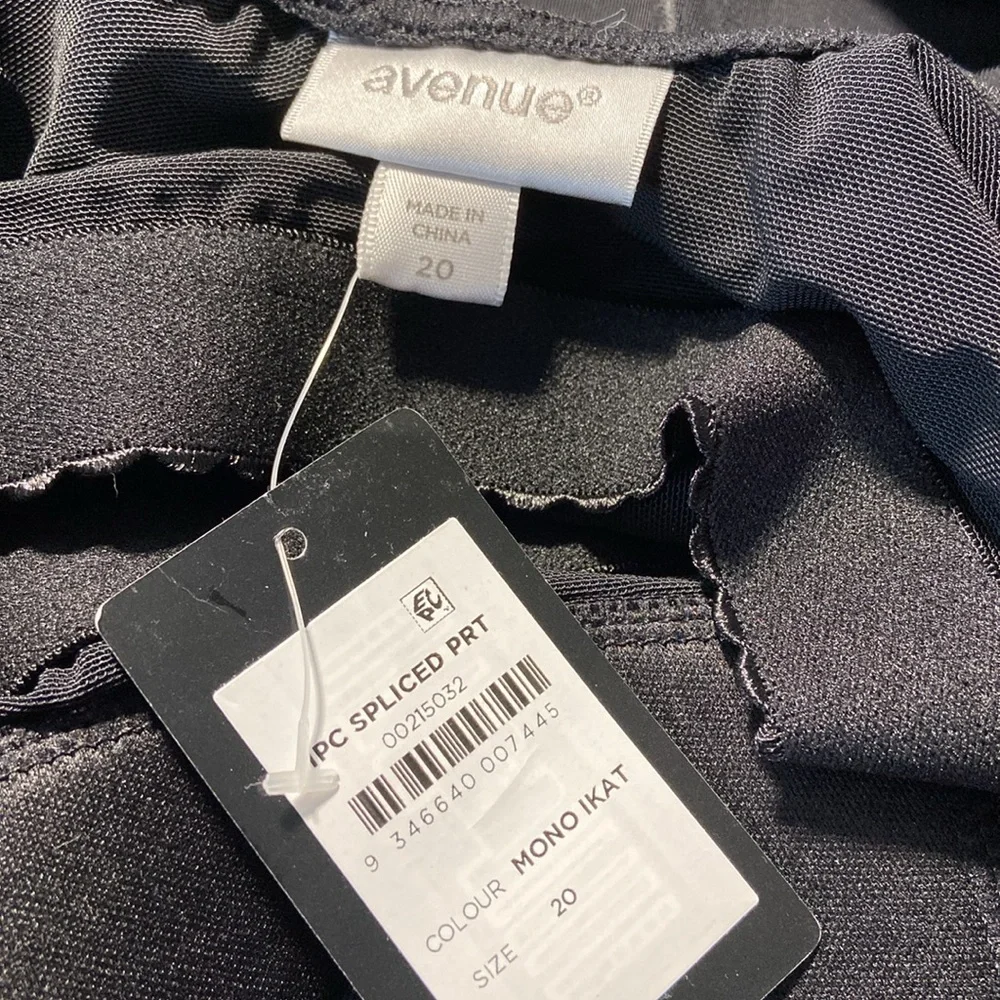 avenue®
MADE IN
CHINA
20
1PC SPLICED PRT
00215032
9 346640 007445
COLOUR MONO IKAT
SIZE 20